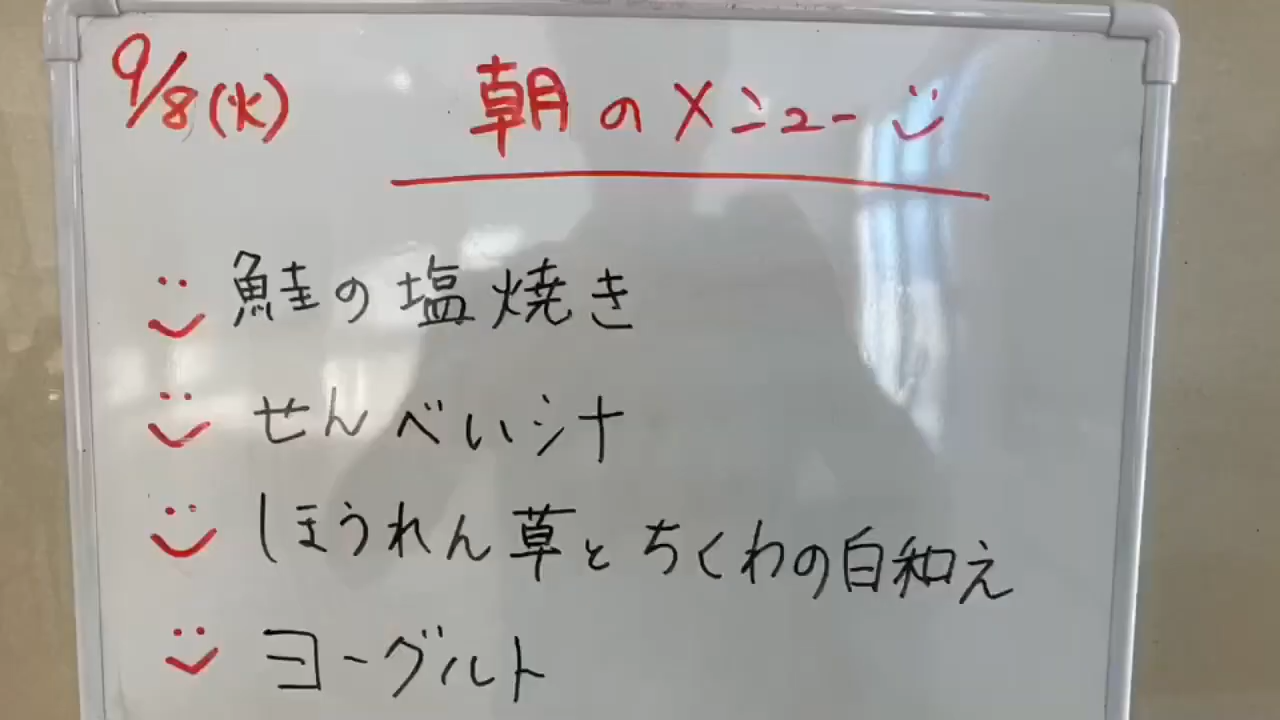 9/8(火) 朝のメニュー
鮭の塩焼き
せんべい汁
ほうれん草とちくわの白和え
ヨーグルト